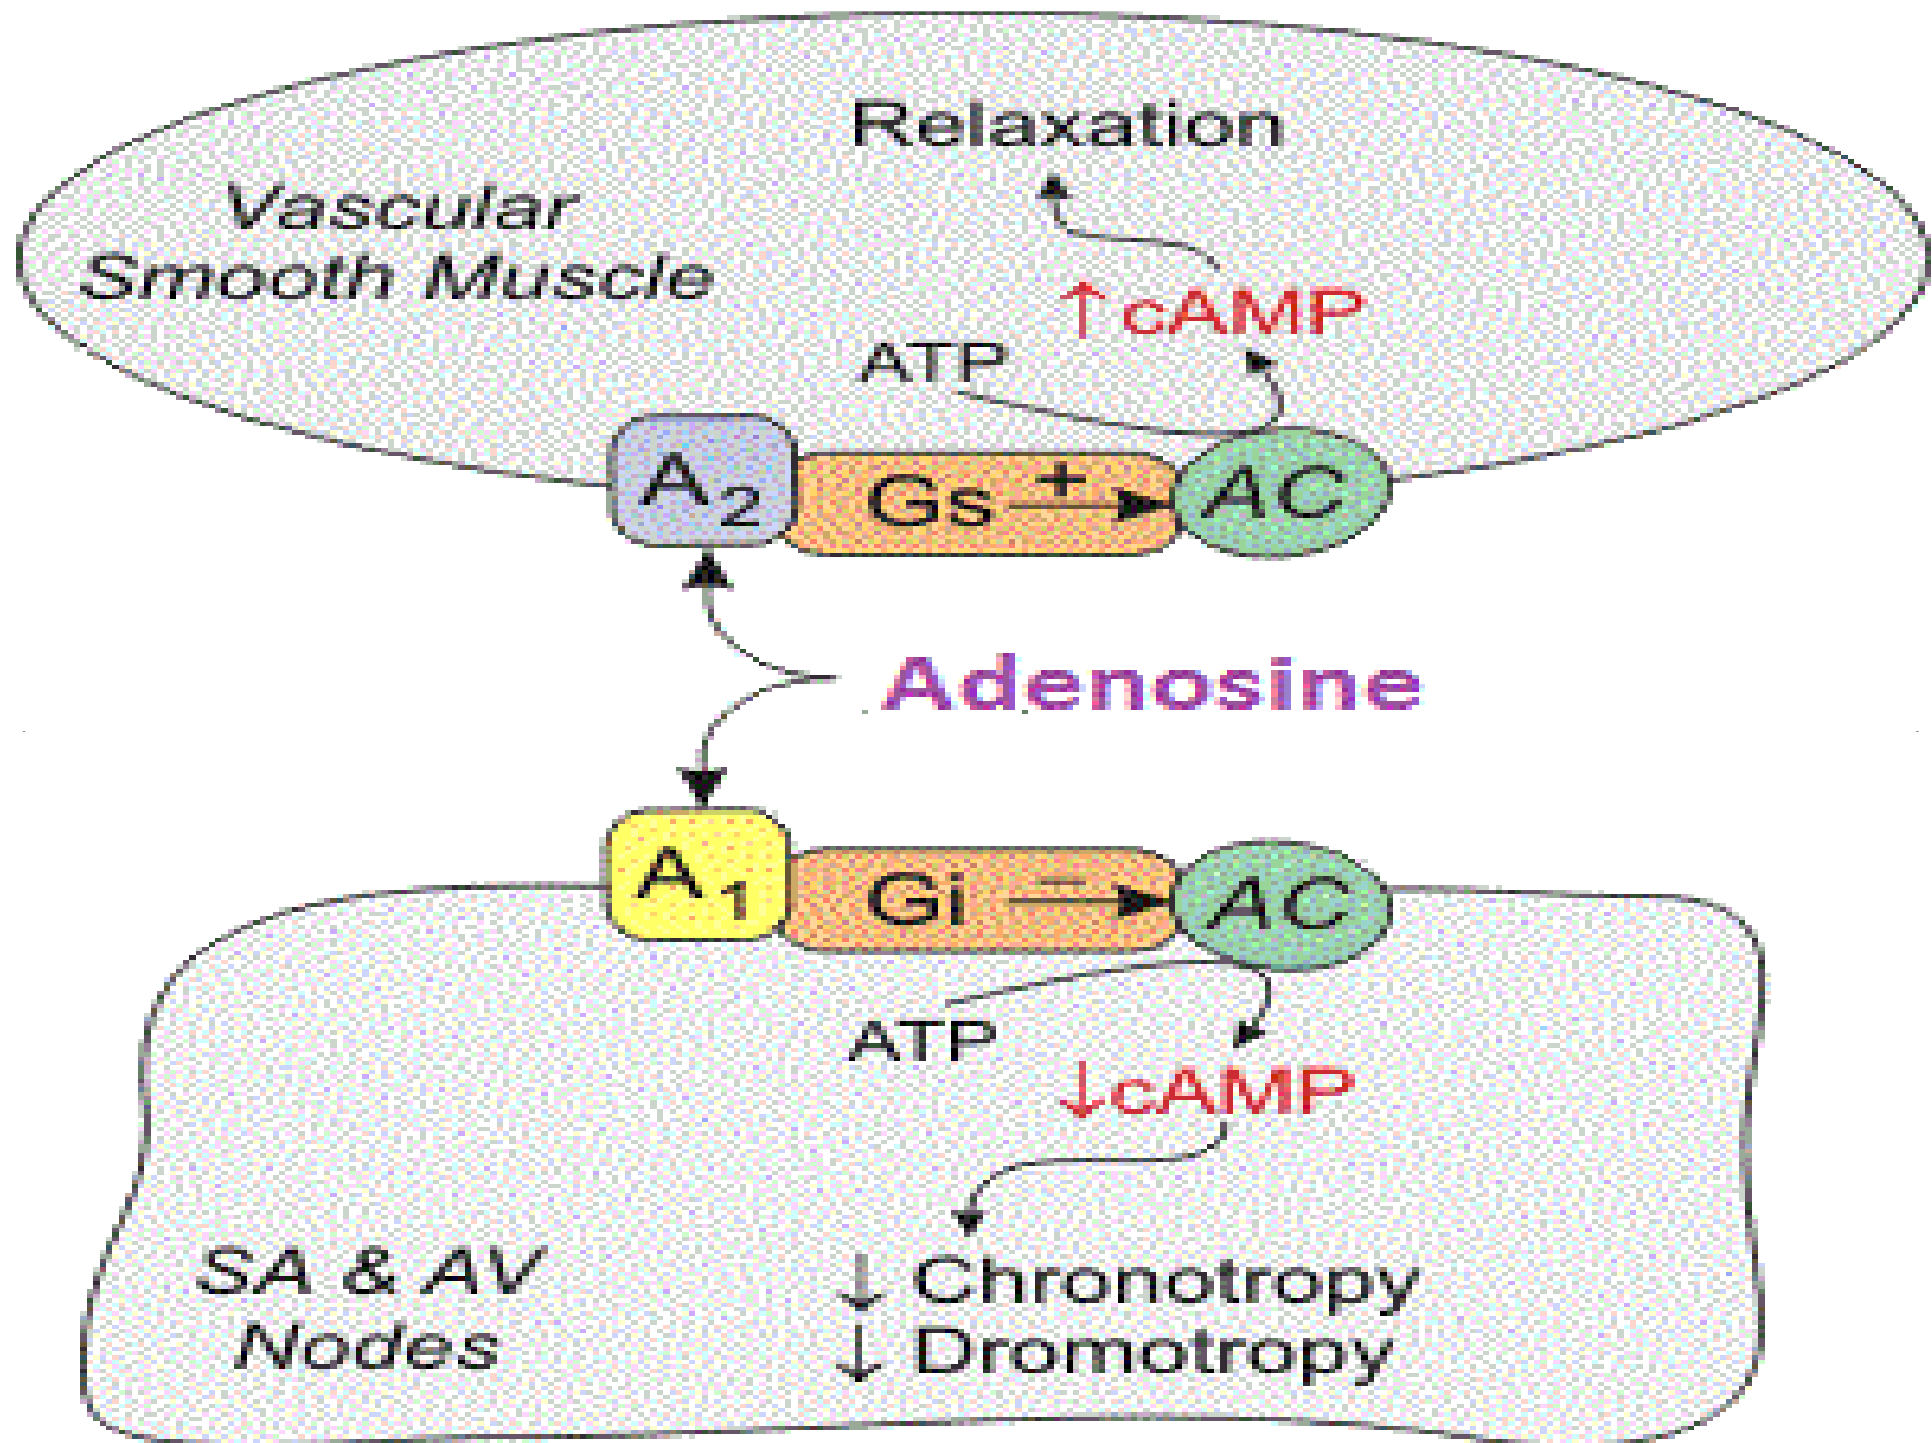 Relaxation
Vascular
Smooth Muscle
↑ cAMP
ATP
A2
Gs +
AC
Adenosine
A1
Gi −
AC
ATP
↓ cAMP
SA & AV
Nodes
↓ Chronotropy
↓ Dromotropy